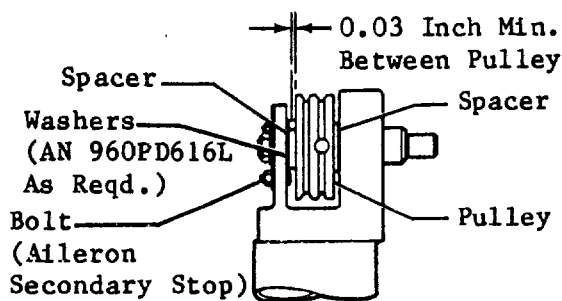 0.03 Inch Min.
Between Pulley
Spacer
Spacer
Washers
(AN 960PD616L
As Reqd.)
Pulley
Bolt
(Aileron
Secondary Stop)